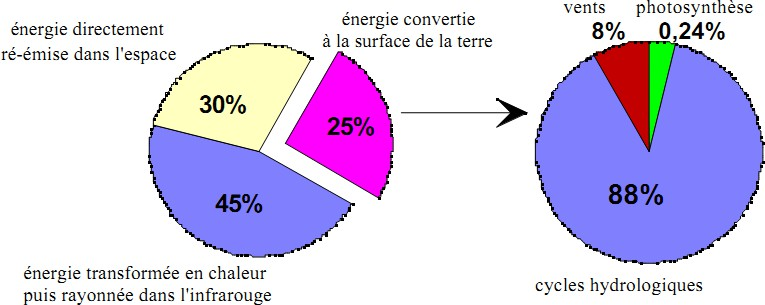 énergie directement
ré-émise dans l'espace
30%
énergie convertie
à la surface de la terre
25%
45%
énergie transformée en chaleur
puis rayonnée dans l'infrarouge
vents
8%
photosynthèse
0,24%
88%
cycles hydrologiques